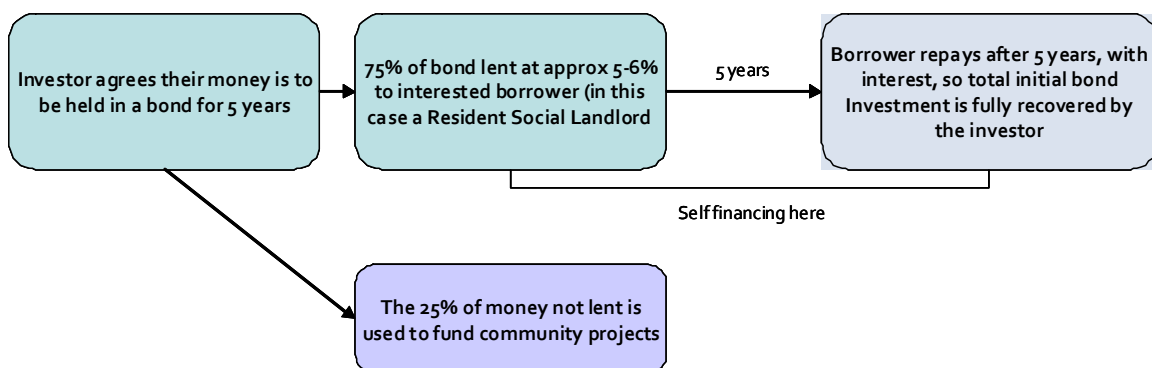 Investor agrees their money is to
be held in a bond for 5 years
75% of bond lent at approx 5-6%
to interested borrower (in this
case a Resident Social Landlord
5 years
Borrower repays after 5 years, with
interest, so total initial bond
Investment is fully recovered by
the investor
Self financing here
The 25% of money not lent is
used to fund community projects